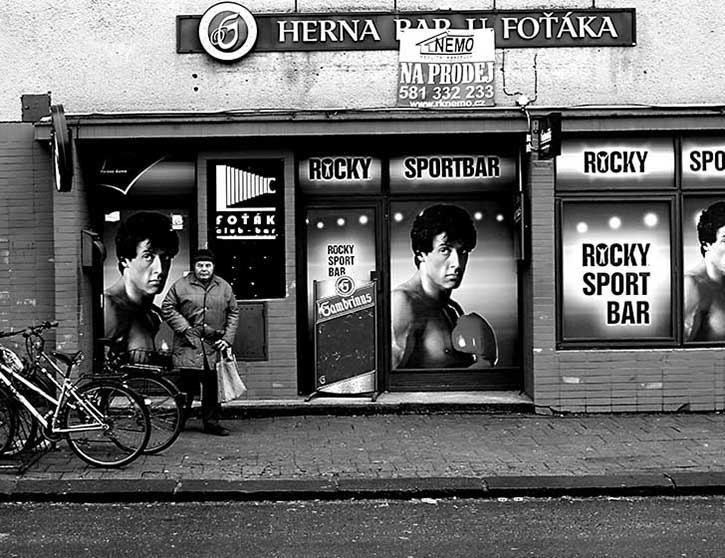 HERNA BAR U FOŤÁKA
NEMO
NA PRODEJ
581 332 233
www.rknemo.cz
ROCKY SPORTBAR
ROCKY
SPO
FOŤÁK
club-bar
ROCKY
SPORT
BAR
Gambrinus
ROCKY
SPORT
BAR